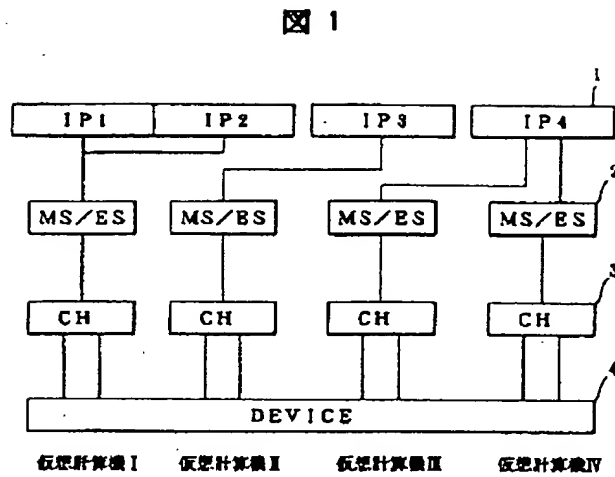 図 1
1
IP1 IP2 IP3 IP4
2
MS/ES MS/ES MS/ES MS/ES
3
CH CH CH CH
4
DEVICE
仮想計算機Ⅰ 仮想計算機Ⅱ 仮想計算機Ⅲ 仮想計算機Ⅳ